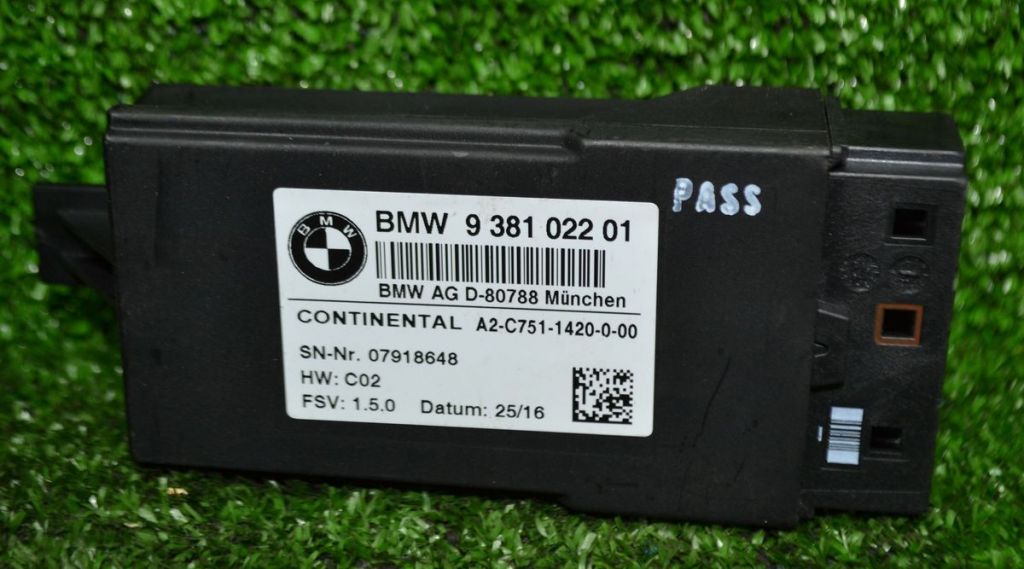 PASS
BMW
BMW 9 381 022 01
BMW AG D-80788 München
CONTINENTAL A2-C751-1420-0-00
SN-Nr. 07918648
HW: C02
FSV: 1.5.0 Datum: 25/16